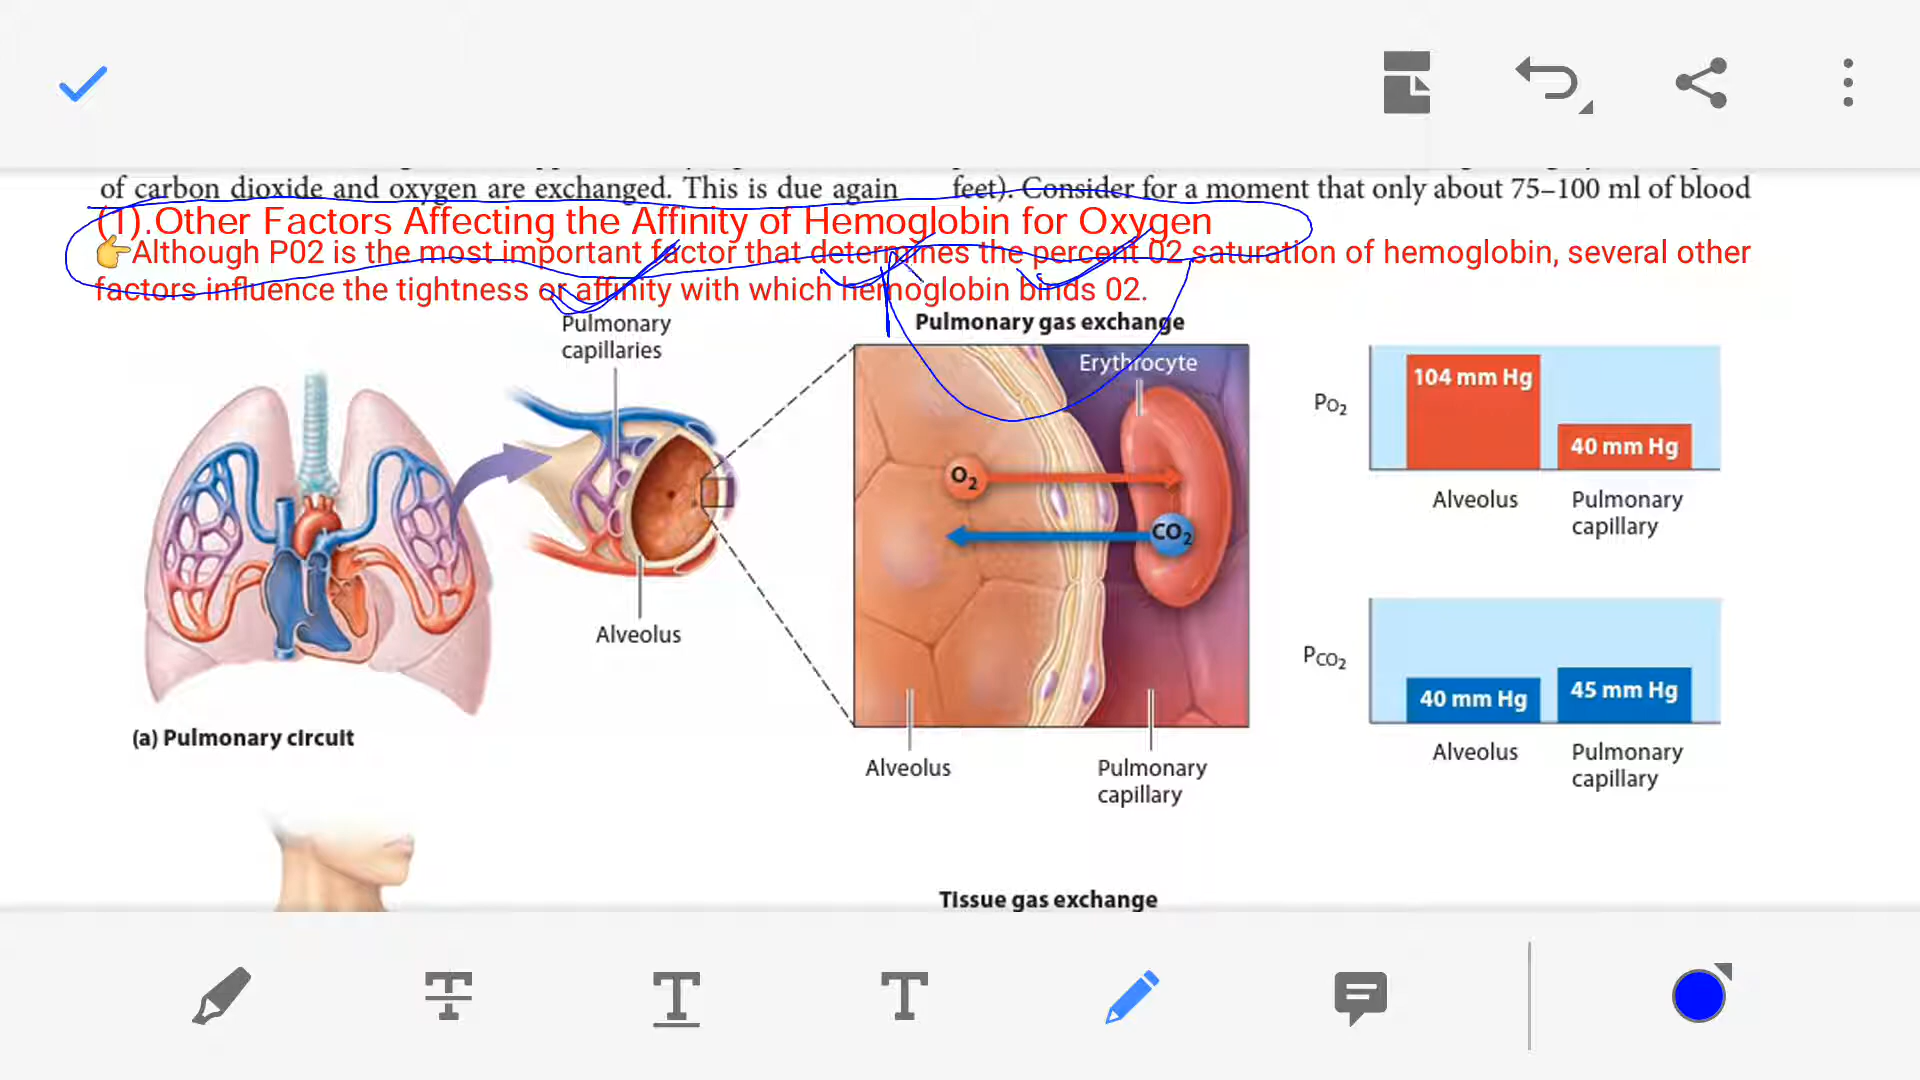 of carbon dioxide and oxygen are exchanged. This is due again
feet). Consider for a moment that only about 75–100 ml of blood
(1).Other Factors Affecting the Affinity of Hemoglobin for Oxygen
👉Although P02 is the most important factor that determines the percent 02 saturation of hemoglobin, several other
factors influence the tightness or affinity with which hemoglobin binds 02.
Pulmonary
capillaries
Alveolus
(a) Pulmonary circuit
Pulmonary gas exchange
Erythrocyte
O2
CO2
Alveolus
Pulmonary
capillary
PO2
104 mm Hg
40 mm Hg
Alveolus
Pulmonary
capillary
PCO2
40 mm Hg
45 mm Hg
Alveolus
Pulmonary
capillary
Tissue gas exchange